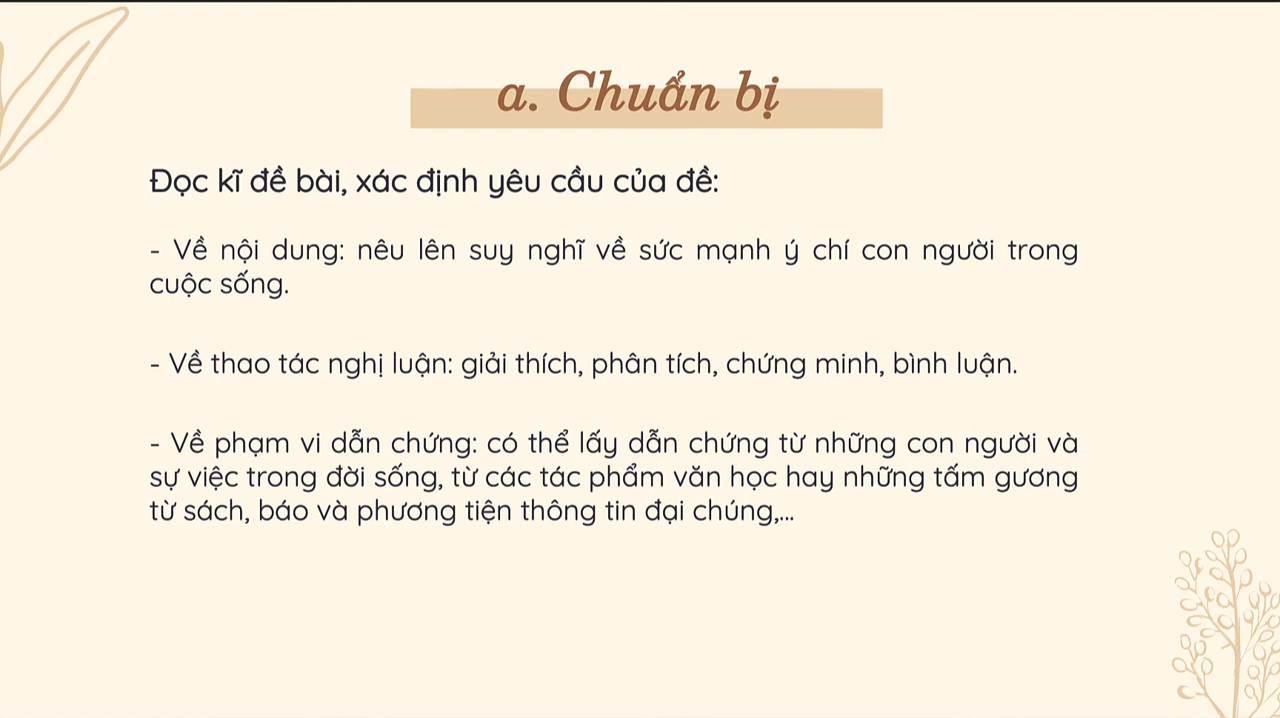 a. Chuẩn bị
Đọc kĩ đề bài, xác định yêu cầu của đề:
- Về nội dung: nêu lên suy nghĩ về sức mạnh ý chí con người trong
cuộc sống.
- Về thao tác nghị luận: giải thích, phân tích, chứng minh, bình luận.
- Về phạm vi dẫn chứng: có thể lấy dẫn chứng từ những con người và
sự việc trong đời sống, từ các tác phẩm văn học hay những tấm gương
từ sách, báo và phương tiện thông tin đại chúng,...